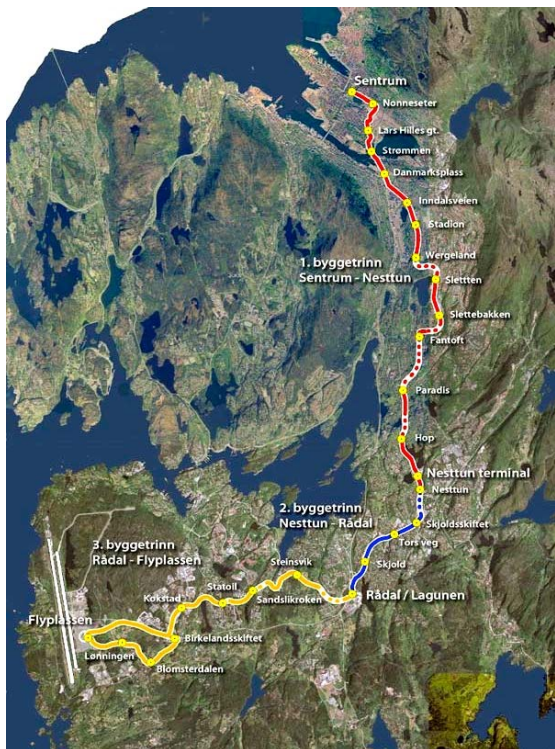 Sentrum
Nonneseter
Lars Hilles gt.
Strømmen
Danmarksplass
Inndalsveien
Stadion
Wergeland
1. byggetrinn
Sentrum - Nesttun
Slettten
Slettebakken
Fantoft
Paradis
Hop
Nesttun terminal
Nesttun
2. byggetrinn
Nesttun - Rådal
Skjoldsskiftet
Tors veg
3. byggetrinn
Rådal - Flyplassen
Steinsvik
Skjold
Statoil
Sandslikroken
Rådal / Lagunen
Kokstad
Flyplassen
Birkelandsskiftet
Lønningen
Blomsterdalen